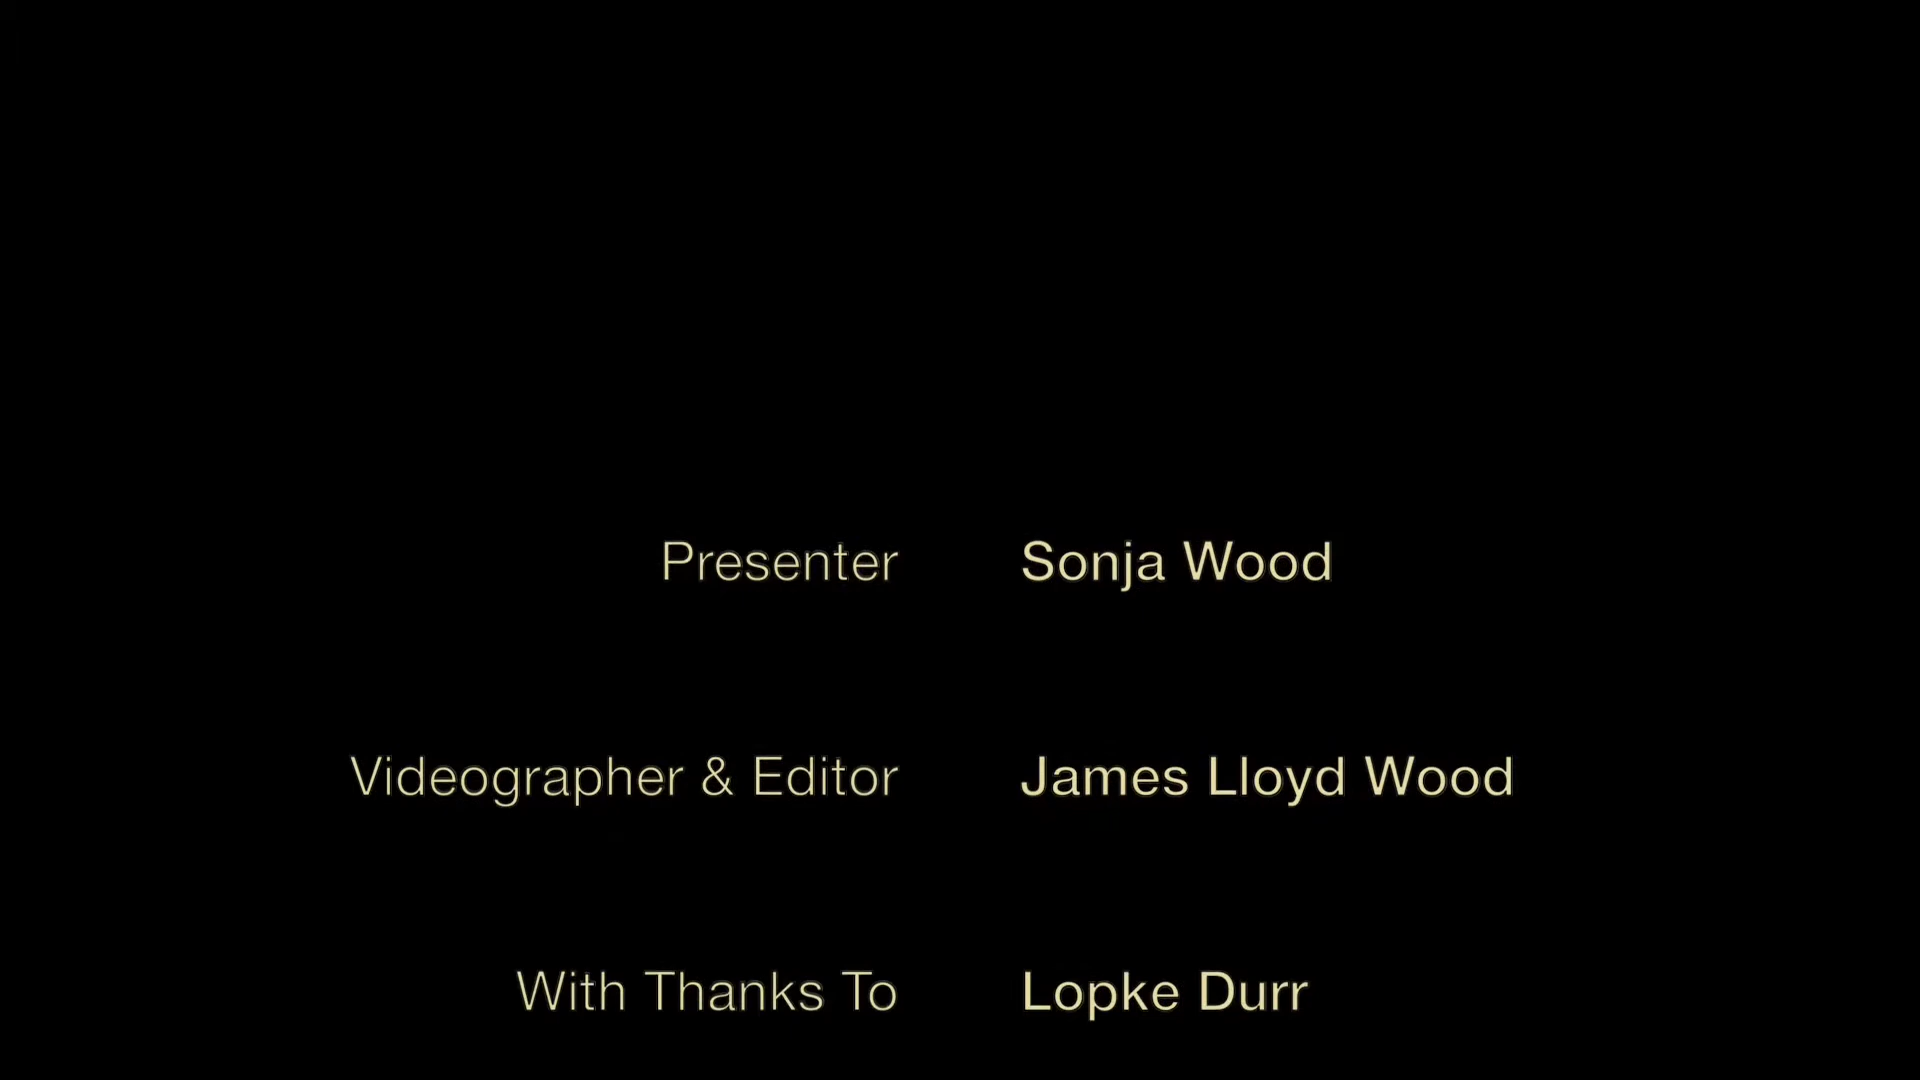 Presenter Sonja Wood
Videographer & Editor James Lloyd Wood
With Thanks To Lopke Durr